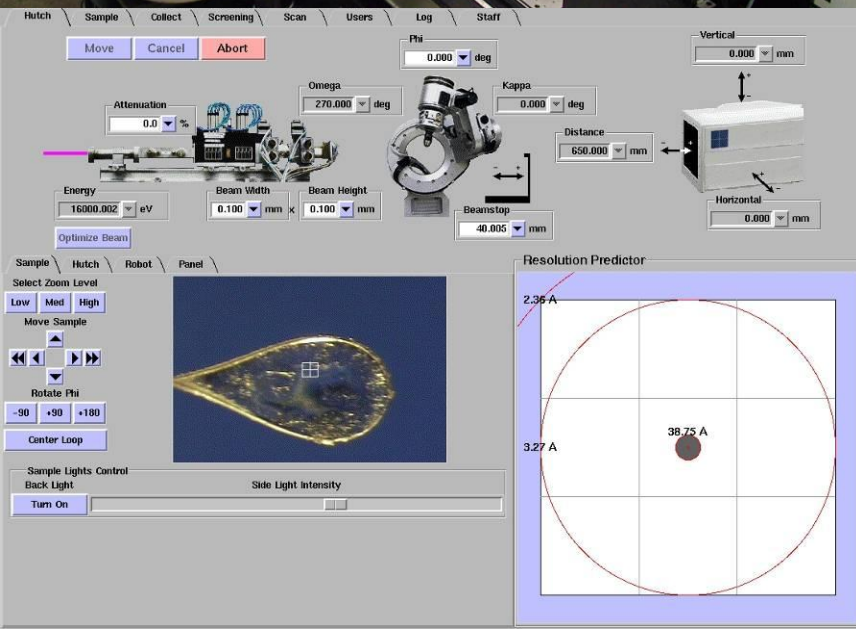 Hutch Sample Collect Screening Scan Users Log Staff
Move Cancel Abort
Phi
0.000 deg
Vertical
0.000 mm
Omega
270.000 deg
Kappa
0.000 deg
Attenuation
0.0 %
Distance
650.000 mm
Energy
16000.002 eV
Beam Width
0.100 mm x
Beam Height
0.100 mm
Beamstop
40.005 mm
Horizontal
0.000 mm
Optimize Beam
Sample Hutch Robot Panel
Select Zoom Level
Low Med High
Move Sample
Rotate Phi
-90 +90 +180
Center Loop
Sample Lights Control
Back Light Side Light Intensity
Turn On
Resolution Predictor
2.36 A
38.75 A
3.27 A